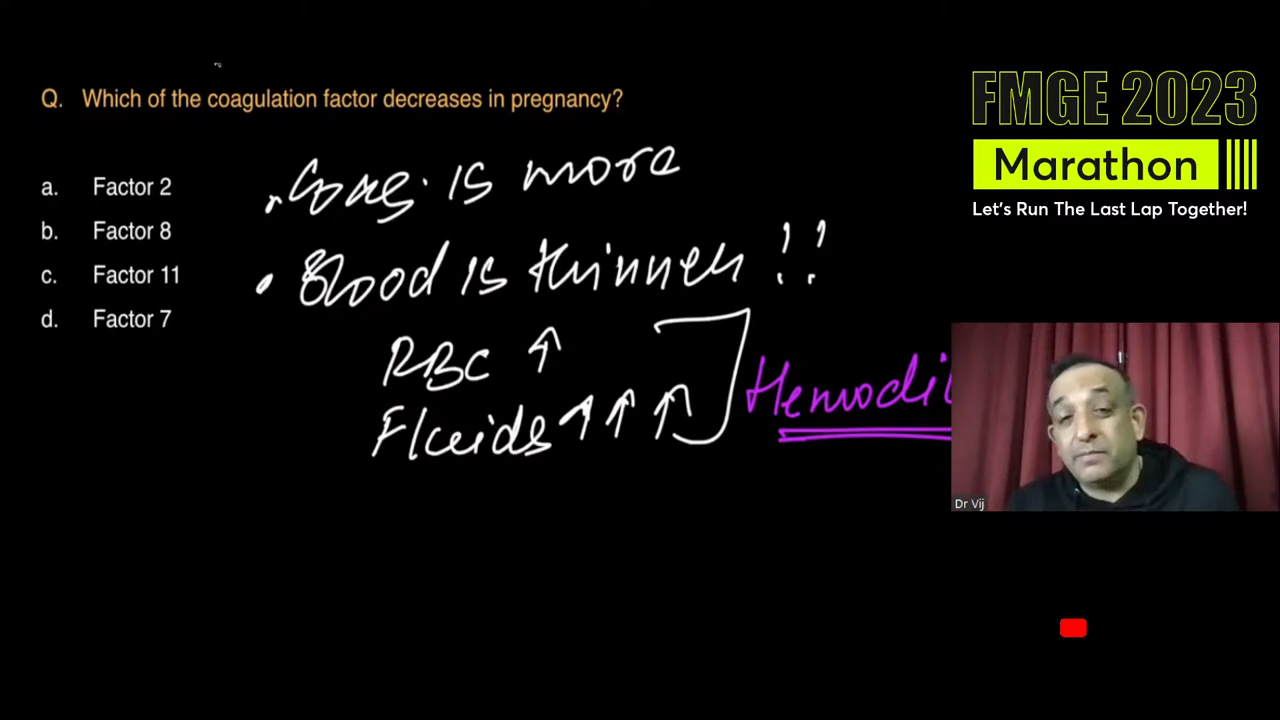 Q. Which of the coagulation factor decreases in pregnancy?
a. Factor 2
b. Factor 8
c. Factor 11
d. Factor 7
• Coag. is more
• Blood is thinner !!
RBC ↑
Fluids ↑↑↑
Hemodil
FMGE 2023
Marathon
Let's Run The Last Lap Together!
Dr Vij